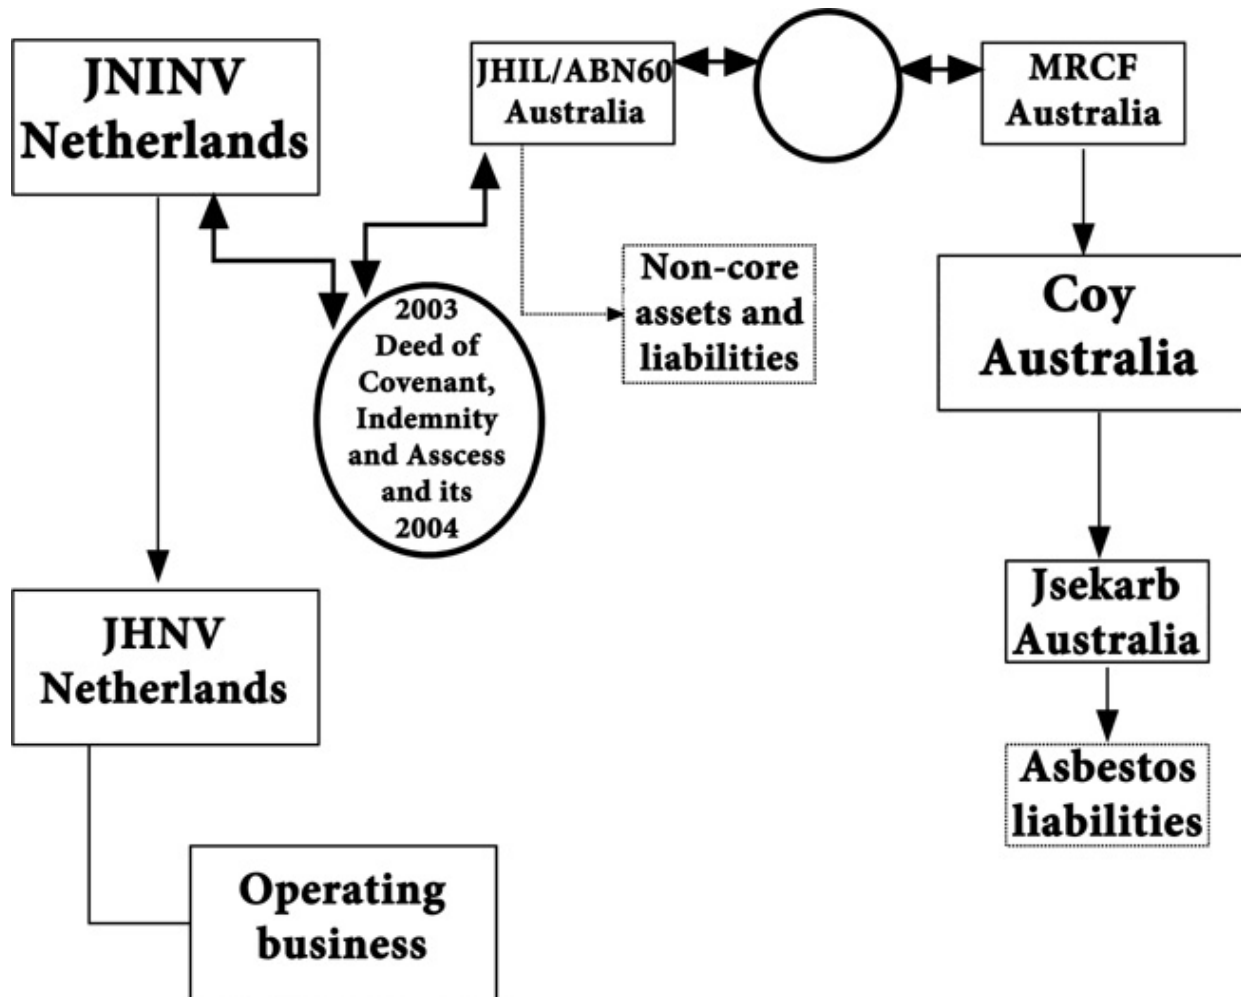 JNINV
Netherlands
JHIL/ABN60
Australia
MRCF
Australia
Non-core
assets and
liabilities
Coy
Australia
2003
Deed of
Covenant,
Indemnity
and Asscess
and its
2004
JHNV
Netherlands
Jsekarb
Australia
Asbestos
liabilities
Operating
business